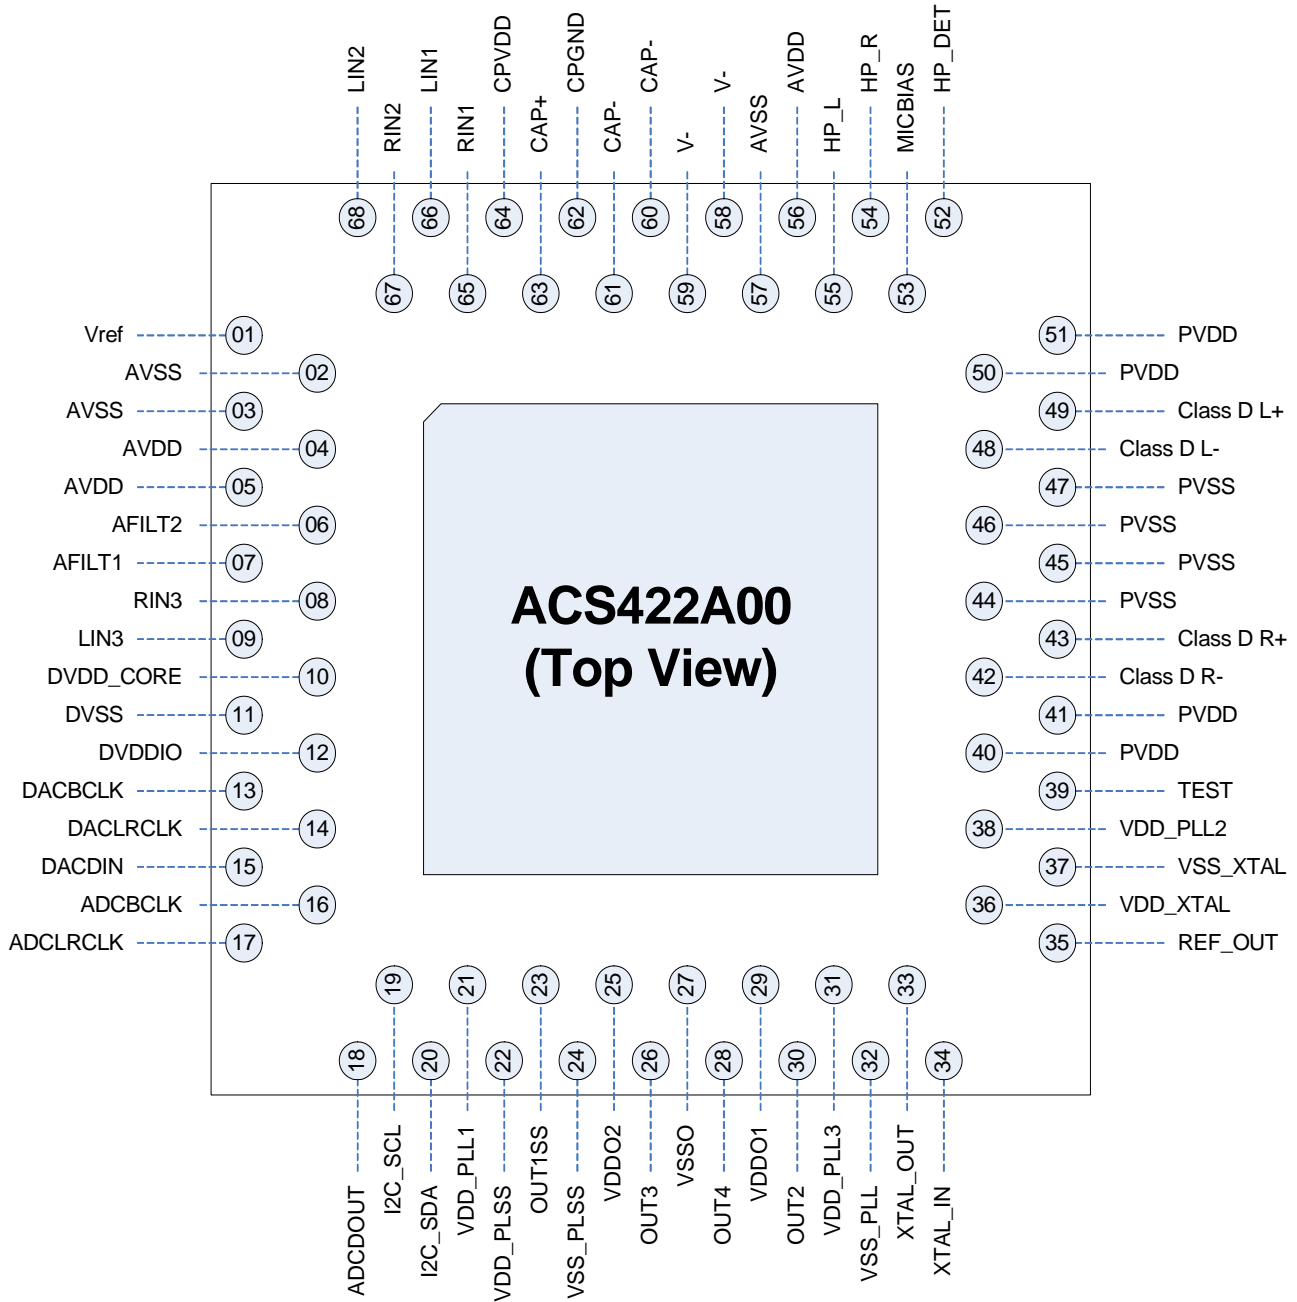 LIN2
RIN2
LIN1
RIN1
CPVDD
CAP+
CPGND
CAP-
CAP-
V-
V-
AVSS
AVDD
HP_L
HP_R
MICBIAS
HP_DET
68
67
66
65
64
63
62
61
60
59
58
57
56
55
54
53
52
Vref 01
AVSS 02
AVSS 03
AVDD 04
AVDD 05
AFILT2 06
AFILT1 07
RIN3 08
LIN3 09
DVDD_CORE 10
DVSS 11
DVDDIO 12
DACBCLK 13
DACLRCLK 14
DACDIN 15
ADCBCLK 16
ADCLRCLK 17
ACS422A00
(Top View)
51 PVDD
50 PVDD
49 Class D L+
48 Class D L-
47 PVSS
46 PVSS
45 PVSS
44 PVSS
43 Class D R+
42 Class D R-
41 PVDD
40 PVDD
39 TEST
38 VDD_PLL2
37 VSS_XTAL
36 VDD_XTAL
35 REF_OUT
18
19
20
21
22
23
24
25
26
27
28
29
30
31
32
33
34
ADCDOUT
I2C_SCL
I2C_SDA
VDD_PLL1
VDD_PLSS
OUT1SS
VSS_PLSS
VDDO2
OUT3
VSSO
OUT4
VDDO1
OUT2
VDD_PLL3
VSS_PLL
XTAL_OUT
XTAL_IN